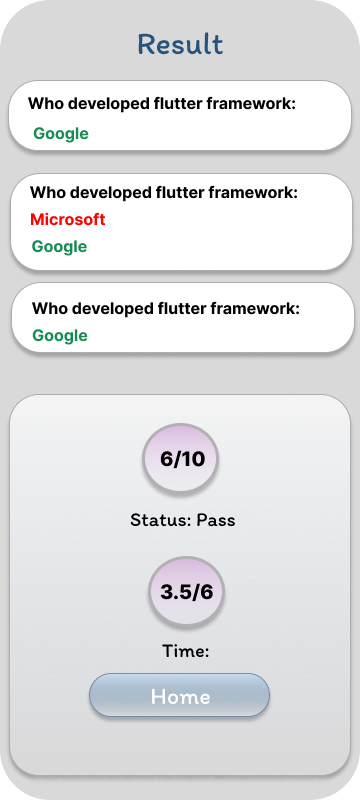 Result
Who developed flutter framework:
Google
Who developed flutter framework:
Microsoft
Google
Who developed flutter framework:
Google
6/10
Status: Pass
3.5/6
Time:
Home